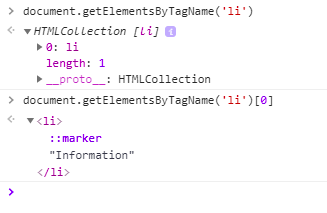 document.getElementsByTagName('li')
HTMLCollection [li] i
0: li
length: 1
__proto__: HTMLCollection
document.getElementsByTagName('li')[0]
<li>
::marker
"Information"
</li>